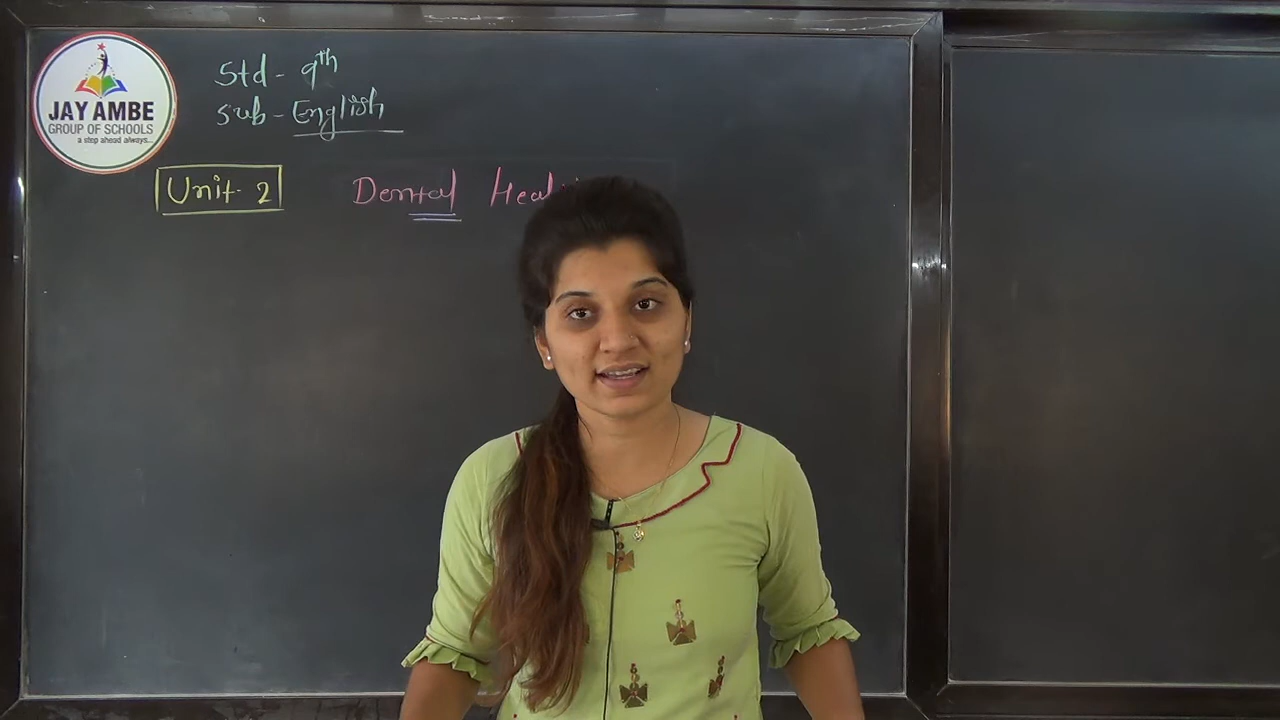 JAY AMBE
GROUP OF SCHOOLS
a step ahead always...
Std - 9th
Sub - English
Unit - 2
Dental